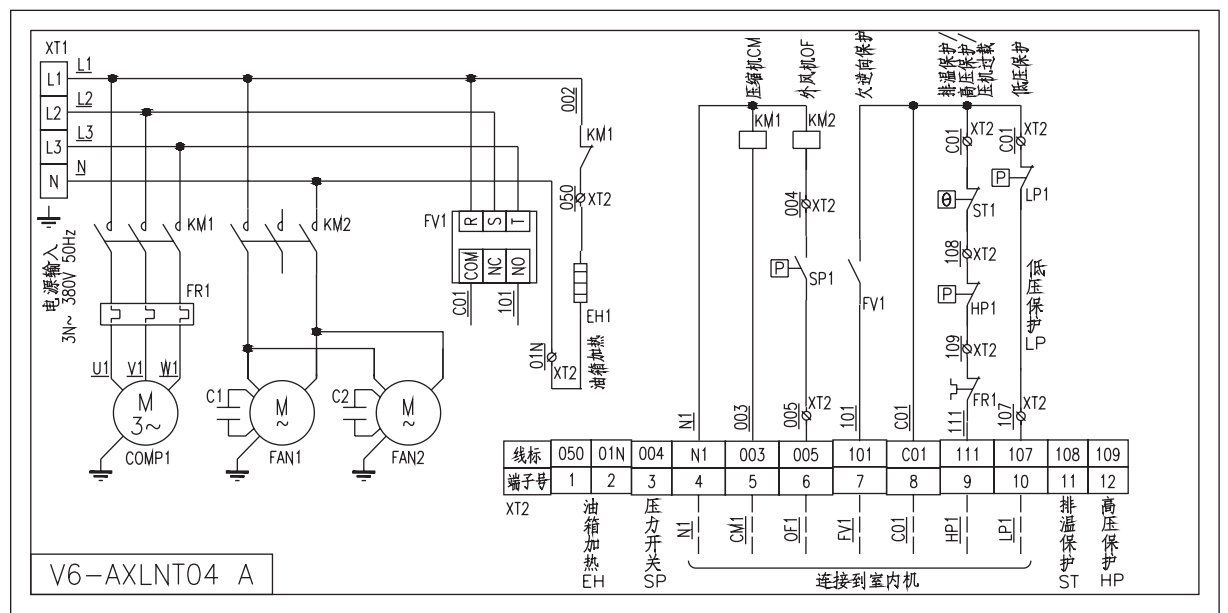 XT1
L1
L2
L3
N
L1
L2
L3
N
电源输入
3N~ 380V 50Hz
KM1
FR1
U1
V1
W1
M
3~
COMP1
KM2
C1
M
~
FAN1
C2
M
~
FAN2
FV1
R
S
T
COM
NC
NO
C01
101
002
KM1
050
XT2
EH1
油箱加热
01N
XT2
压缩机CM
外风机OF
欠逆向保护
排温保护/
高压保护/
压机过载
低压保护
KM1
KM2
004
XT2
P
SP1
FV1
C01
XT2
θ
ST1
108
XT2
P
HP1
109
XT2
FR1
C01
XT2
P
LP1
低压保护
LP
N1
003
005
XT2
101
C01
111
107
XT2
线标 050 01N 004 N1 003 005 101 C01 111 107 108 109
端子号 1 2 3 4 5 6 7 8 9 10 11 12
XT2
油箱加热
EH
压力开关
SP
N1
CM1
OF1
FV1
C01
HP1
LP1
排温保护
ST
高压保护
HP
连接到室内机
V6-AXLNT04 A